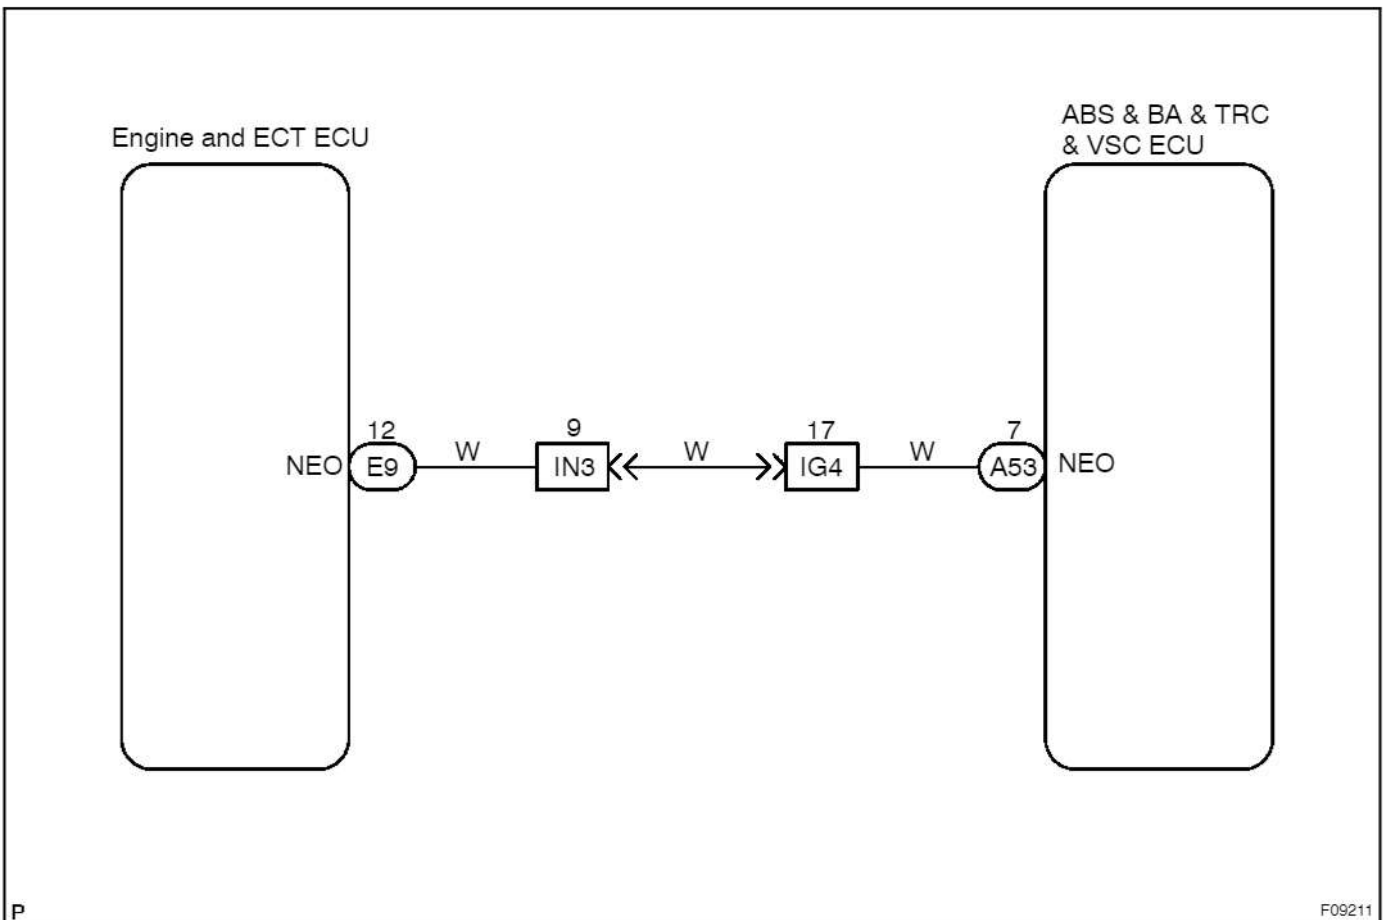 Engine and ECT ECU
ABS & BA & TRC
& VSC ECU
12
9
17
7
NEO
E9
W
IN3
W
IG4
W
A53
NEO
P
F09211